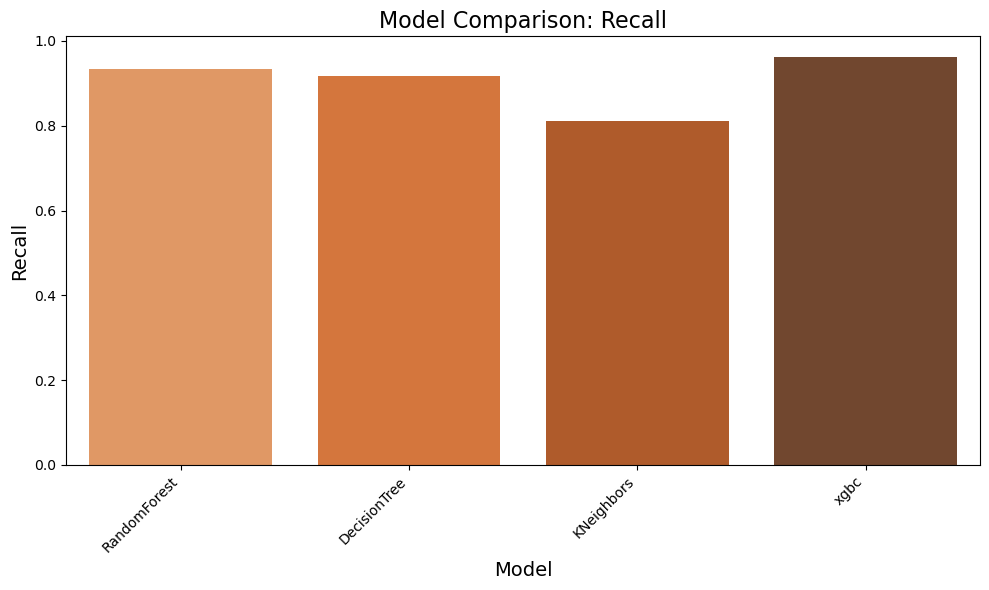 Model Comparison: Recall
Recall
1.0
0.8
0.6
0.4
0.2
0.0
RandomForest
DecisionTree
KNeighbors
xgbc
Model